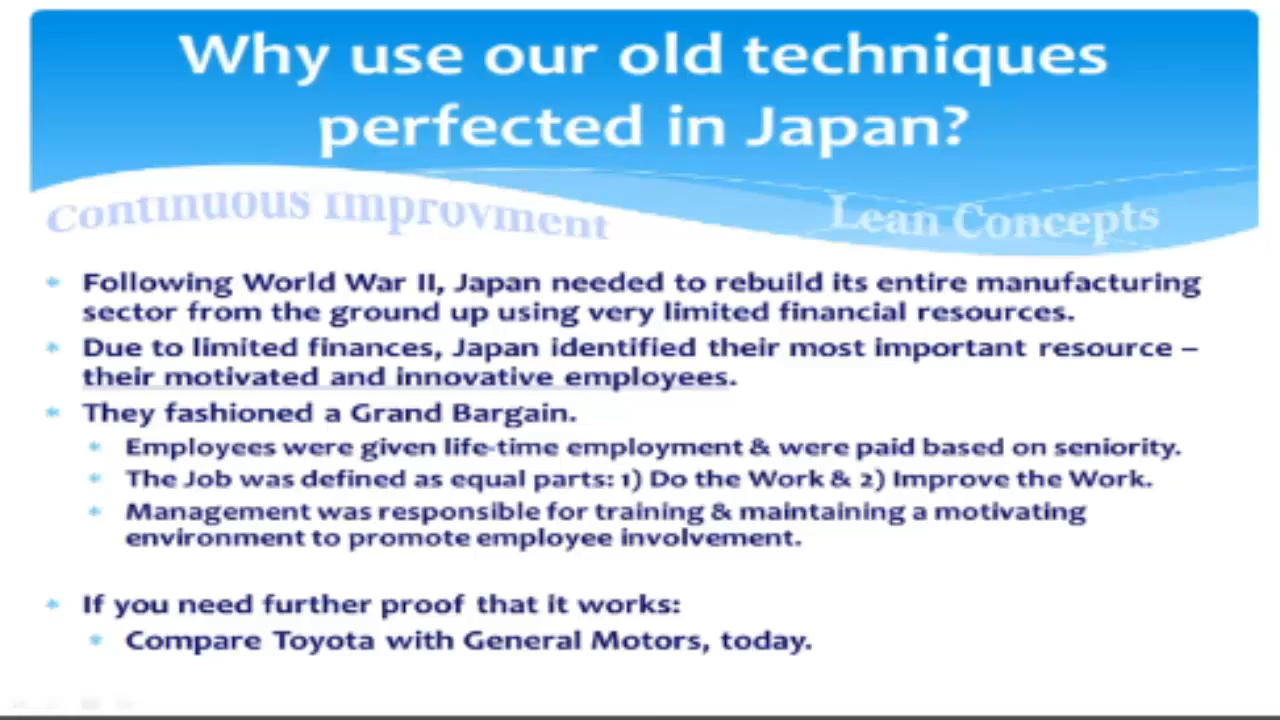 Why use our old techniques
perfected in Japan?
Continuous Improvment
Lean Concepts
Following World War II, Japan needed to rebuild its entire manufacturing
sector from the ground up using very limited financial resources.
Due to limited finances, Japan identified their most important resource –
their motivated and innovative employees.
They fashioned a Grand Bargain.
Employees were given life-time employment & were paid based on seniority.
The Job was defined as equal parts: 1) Do the Work & 2) Improve the Work.
Management was responsible for training & maintaining a motivating
environment to promote employee involvement.
If you need further proof that it works:
Compare Toyota with General Motors, today.